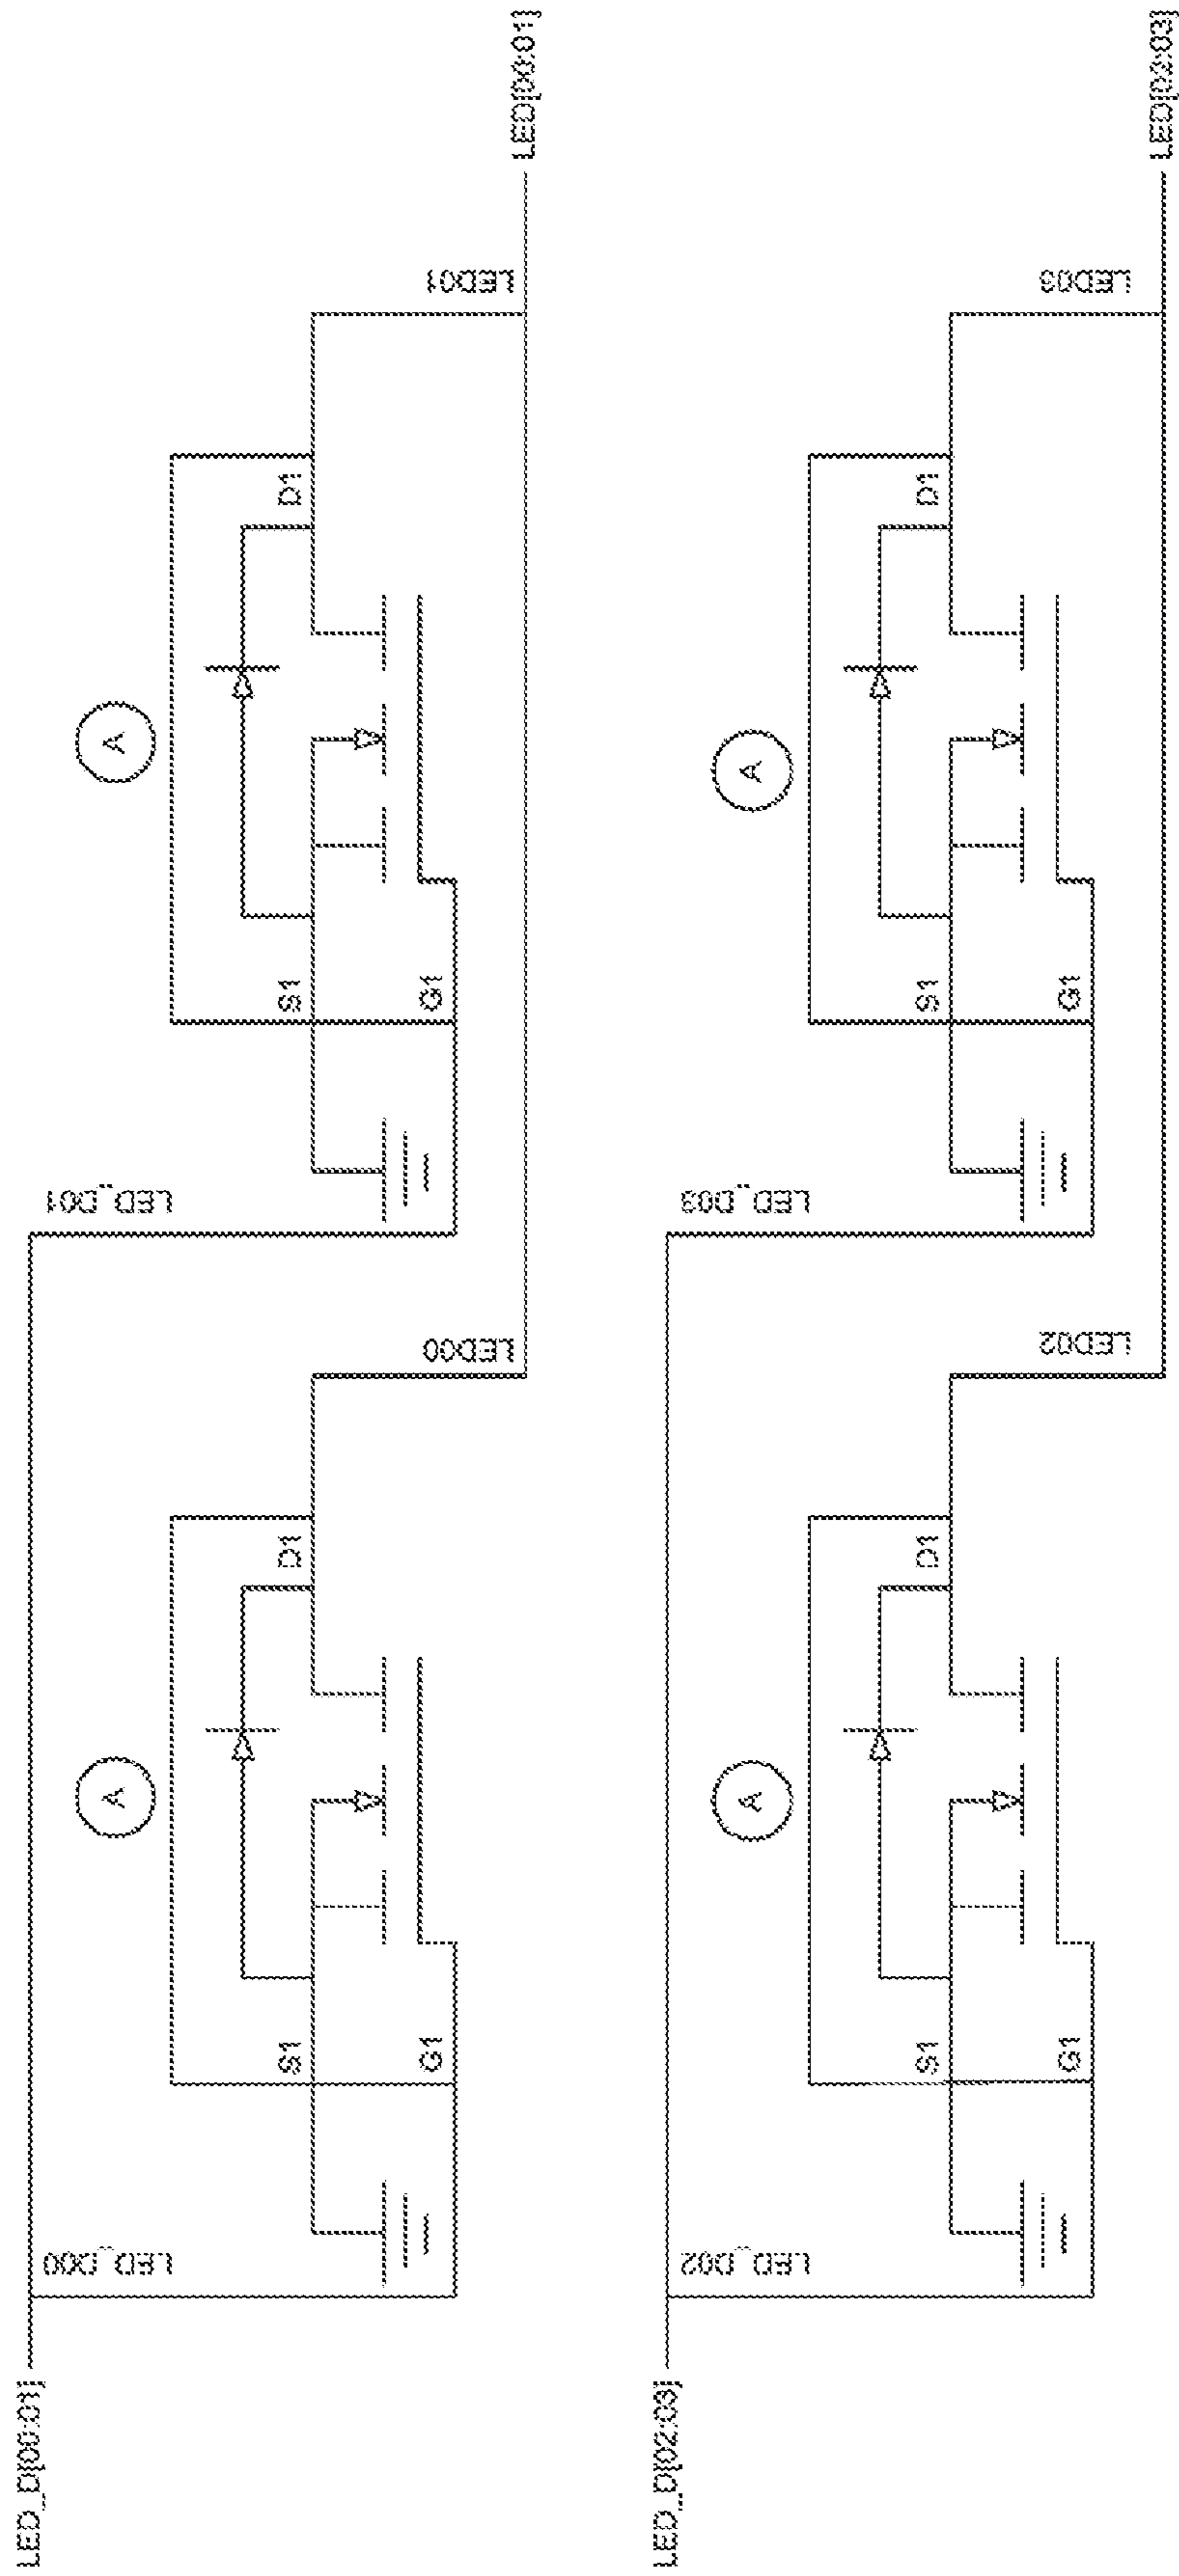 LED_D[00:01]
LED_D00
S1
G1
A
D1
LED00
LED_D01
S1
G1
A
D1
LED01
LED[00:01]
LED_D[02:03]
LED_D02
S1
G1
A
D1
LED02
LED_D03
S1
G1
A
D1
LED03
LED[02:03]